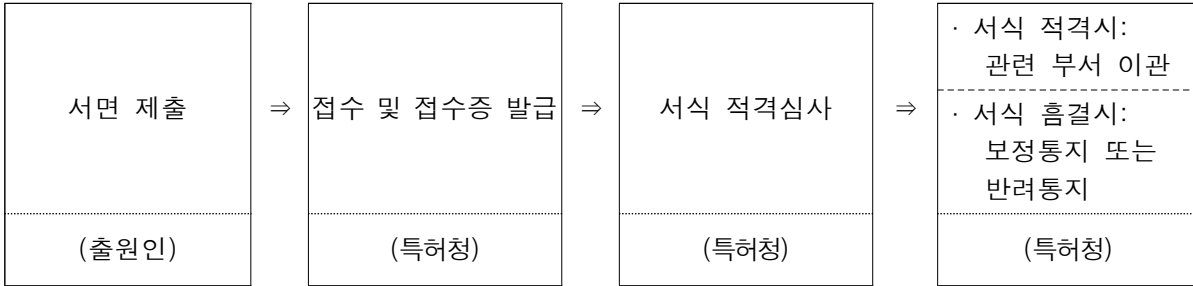 서면 제출
(출원인)
⇒
접수 및 접수증 발급
(특허청)
⇒
서식 적격심사
(특허청)
⇒
· 서식 적격시:
관련 부서 이관
· 서식 흠결시:
보정통지 또는
반려통지
(특허청)